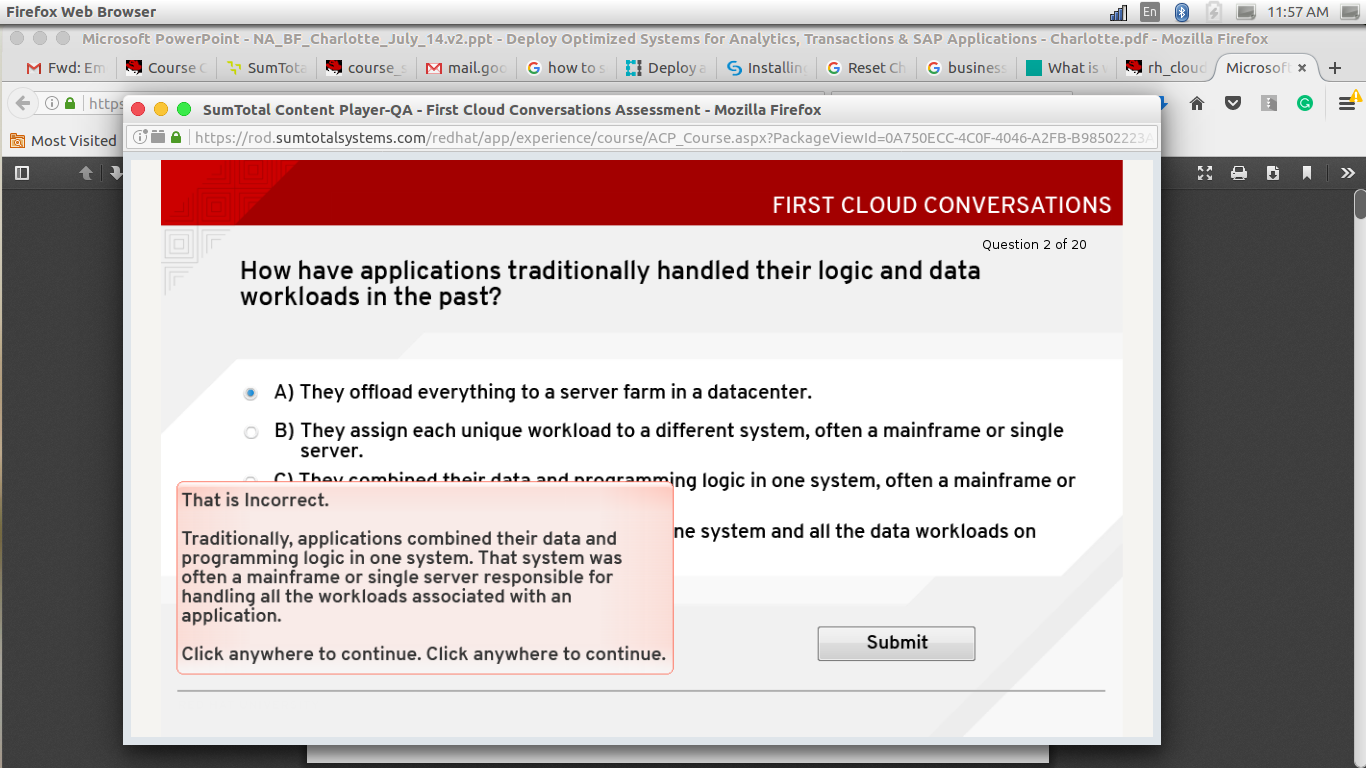 Firefox Web Browser
En
11:57 AM
Microsoft PowerPoint - NA_BF_Charlotte_July_14.v2.ppt - Deploy Optimized Systems for Analytics, Transactions & SAP Applications - Charlotte.pdf - Mozilla Firefox
Fwd: Em
Course
SumTota
course_s
mail.goo
how to s
Deploy a
Installin
Reset Ch
business
What is
rh_cloud
Microsoft
https
SumTotal Content Player-QA - First Cloud Conversations Assessment - Mozilla Firefox
Most Visited
https://rod.sumtotalsystems.com/redhat/app/experience/course/ACP_Course.aspx?PackageViewId=0A750ECC-4C0F-4046-A2FB-B98502223A
FIRST CLOUD CONVERSATIONS
Question 2 of 20
How have applications traditionally handled their logic and data
workloads in the past?
A) They offload everything to a server farm in a datacenter.
B) They assign each unique workload to a different system, often a mainframe or single
server.
C) They combined their data and programming logic in one system, often a mainframe or
ne system and all the data workloads on
That is Incorrect.
Traditionally, applications combined their data and
programming logic in one system. That system was
often a mainframe or single server responsible for
handling all the workloads associated with an
application.
Click anywhere to continue. Click anywhere to continue.
Submit